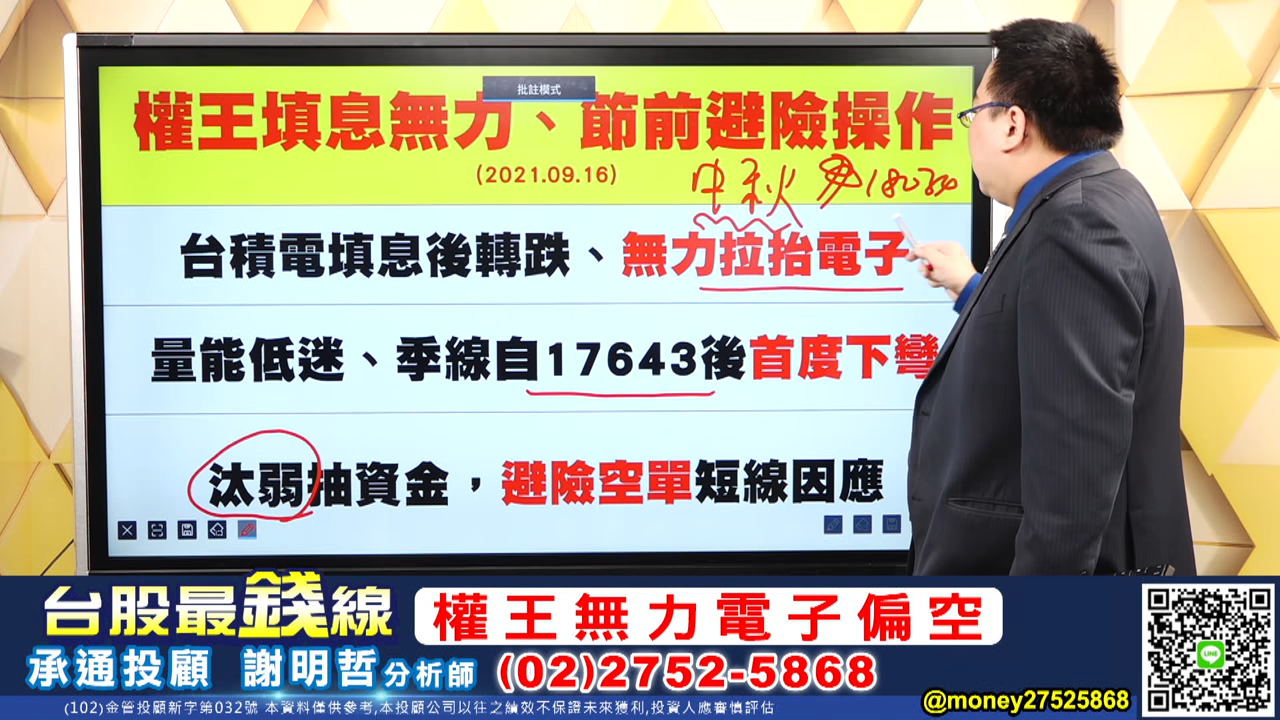 批註模式
權王填息無力、節前避險操作
(2021.09.16)
中秋
台積電填息後轉跌、無力拉抬電子
量能低迷、季線自17643後首度下彎
汰弱抽資金，避險空單短線因應
台股最錢線
權王無力電子偏空
承通投顧 謝明哲分析師 (02)2752-5868
LINE
(102)金管投顧新字第032號 本資料僅供參考,本投顧公司以往之績效不保證未來獲利,投資人應審慎評估
@money27525868